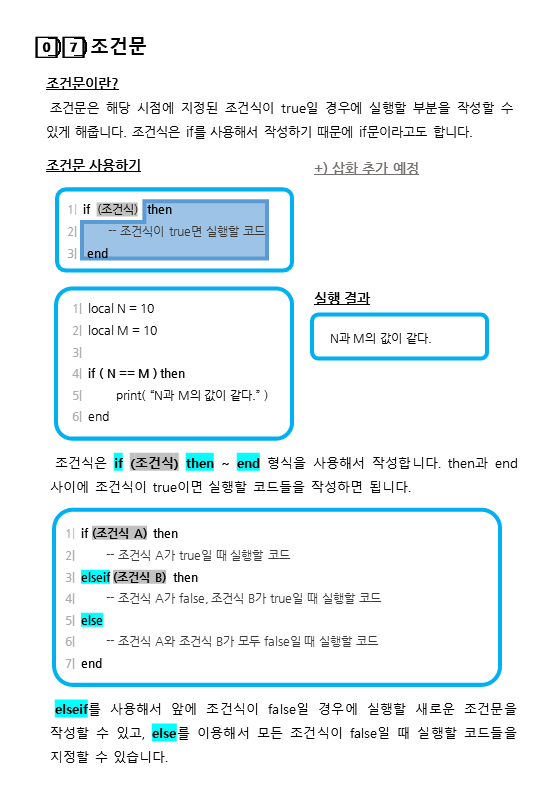 07 조건문
조건문이란?
조건문은 해당 시점에 지정된 조건식이 true일 경우에 실행할 부분을 작성할 수
있게 해줍니다. 조건식은 if를 사용해서 작성하기 때문에 if문이라고도 합니다.
조건문 사용하기
+) 삽화 추가 예정
1| if (조건식) then
2| -- 조건식이 true면 실행할 코드
3| end
1| local N = 10
2| local M = 10
3|
4| if ( N == M ) then
5| print( “N과 M의 값이 같다.” )
6| end
실행 결과
N과 M의 값이 같다.
조건식은 if (조건식) then ~ end 형식을 사용해서 작성합니다. then과 end
사이에 조건식이 true이면 실행할 코드들을 작성하면 됩니다.
1| if (조건식 A) then
2| -- 조건식 A가 true일 때 실행할 코드
3| elseif (조건식 B) then
4| -- 조건식 A가 false, 조건식 B가 true일 때 실행할 코드
5| else
6| -- 조건식 A와 조건식 B가 모두 false일 때 실행할 코드
7| end
elseif를 사용해서 앞에 조건식이 false일 경우에 실행할 새로운 조건문을
작성할 수 있고, else를 이용해서 모든 조건식이 false일 때 실행할 코드들을
지정할 수 있습니다.